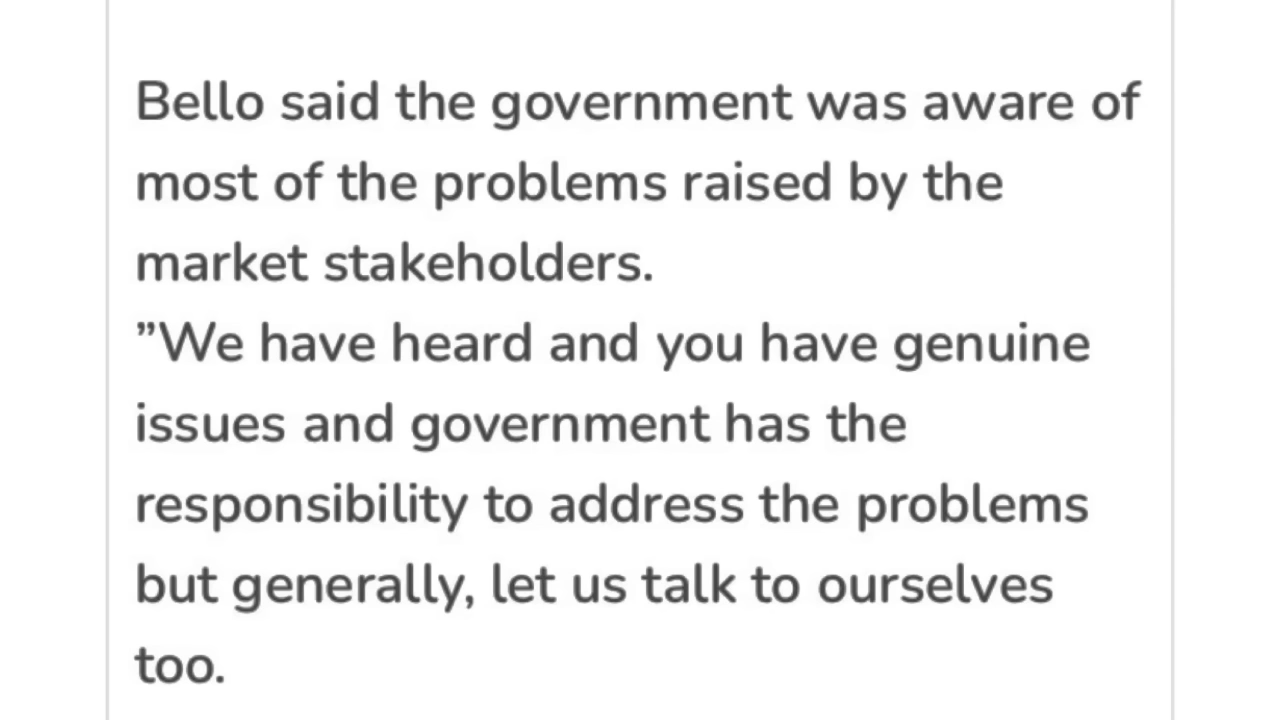 Bello said the government was aware of
most of the problems raised by the
market stakeholders.
”We have heard and you have genuine
issues and government has the
responsibility to address the problems
but generally, let us talk to ourselves
too.